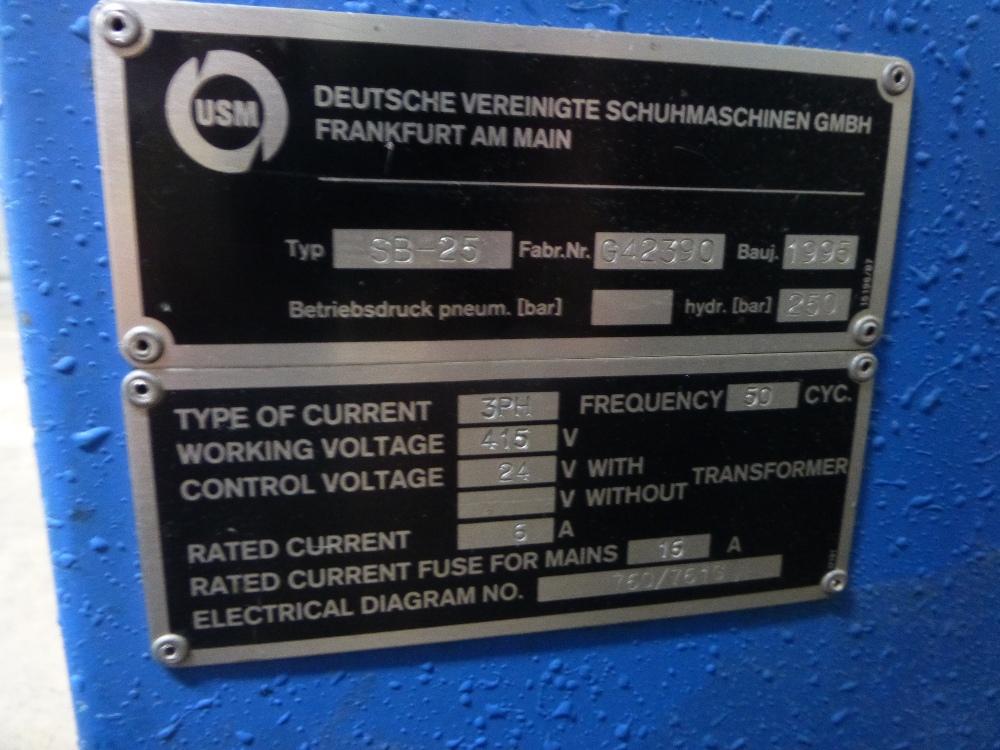 USM
DEUTSCHE VEREINIGTE SCHUHMASCHINEN GMBH
FRANKFURT AM MAIN
Typ SB-25 Fabr.Nr. G42390 Bauj. 1995
Betriebsdruck pneum. [bar] hydr. [bar] 250
TYPE OF CURRENT 3PH FREQUENCY 50 CYC.
WORKING VOLTAGE 415 V
CONTROL VOLTAGE 24 V WITH TRANSFORMER
V WITHOUT
RATED CURRENT 6 A
RATED CURRENT FUSE FOR MAINS 16 A
ELECTRICAL DIAGRAM NO.